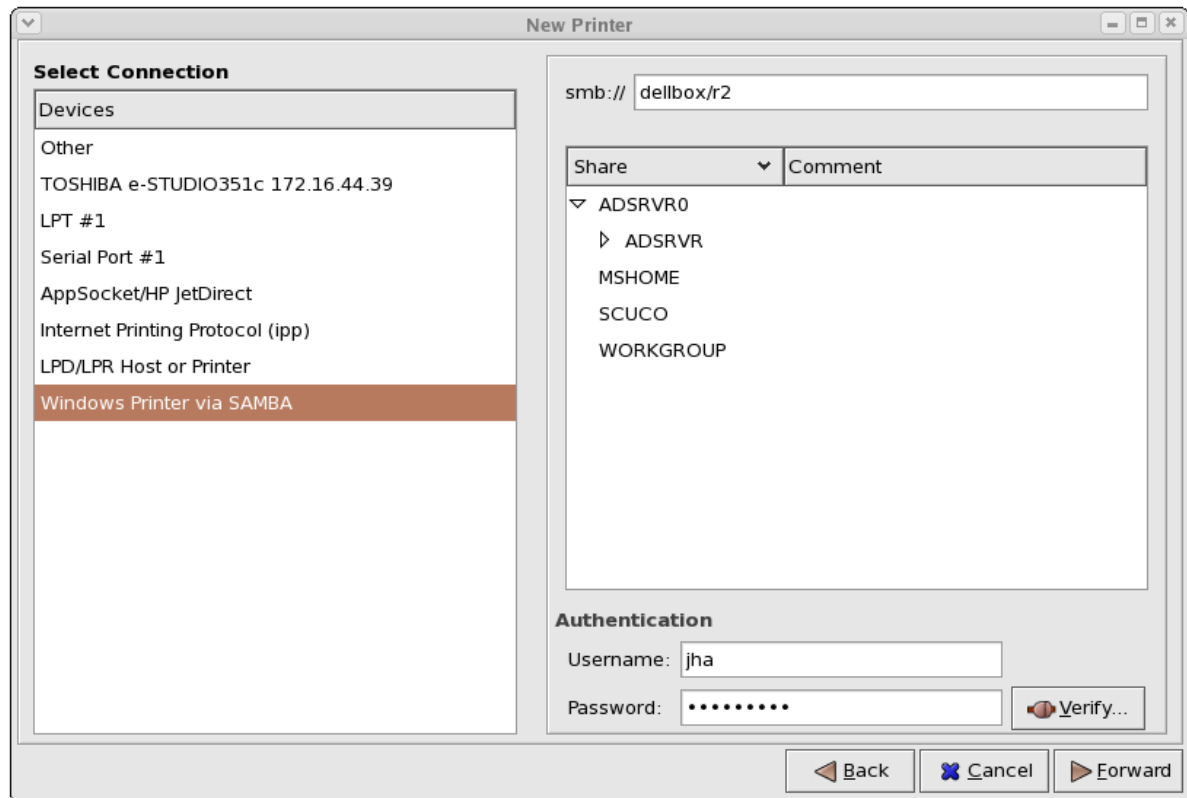 New Printer
Select Connection
Devices
Other
TOSHIBA e-STUDIO351c 172.16.44.39
LPT #1
Serial Port #1
AppSocket/HP JetDirect
Internet Printing Protocol (ipp)
LPD/LPR Host or Printer
Windows Printer via SAMBA
smb:// dellbox/r2
Share Comment
ADSRVR0
ADSRVR
MSHOME
SCUCO
WORKGROUP
Authentication
Username: jha
Password: •••••••••
Verify...
Back Cancel Forward